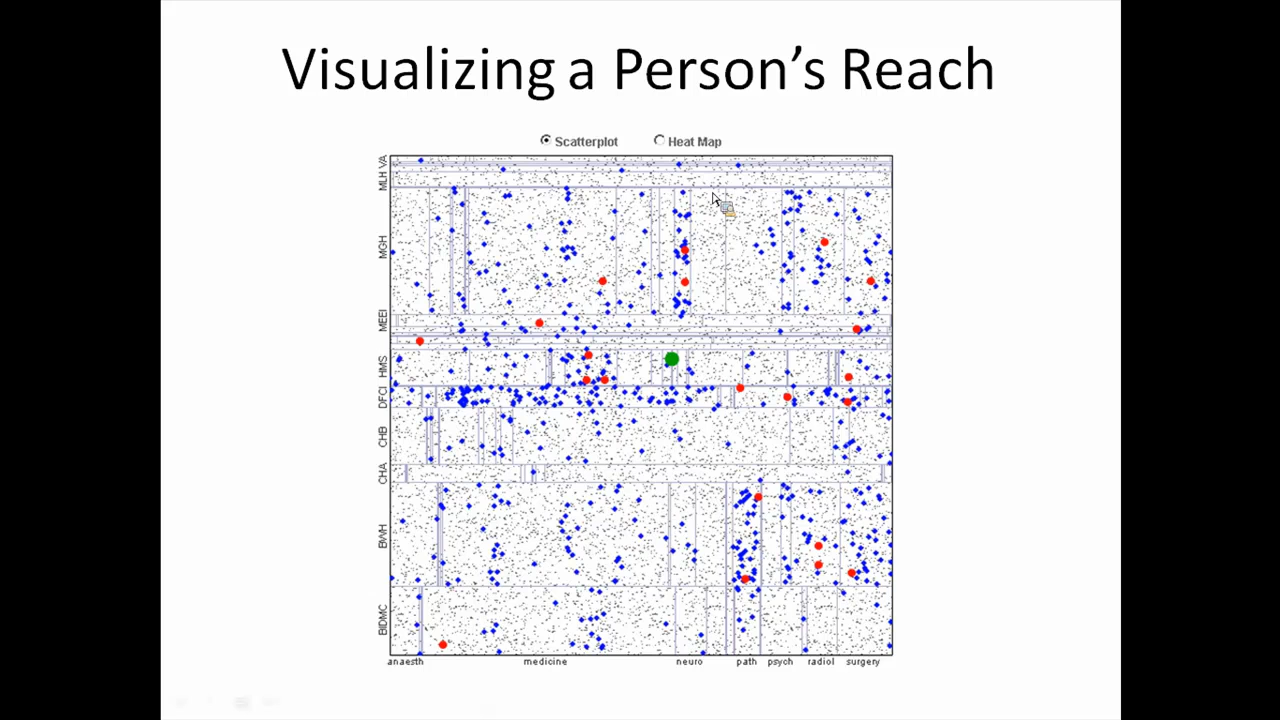 Visualizing a Person's Reach
Scatterplot Heat Map
VA
MLH
MGH
MEEI
HMS
DFCI
CHB
CHA
BWH
BIDMC
anaesth medicine neuro path psych radiol surgery